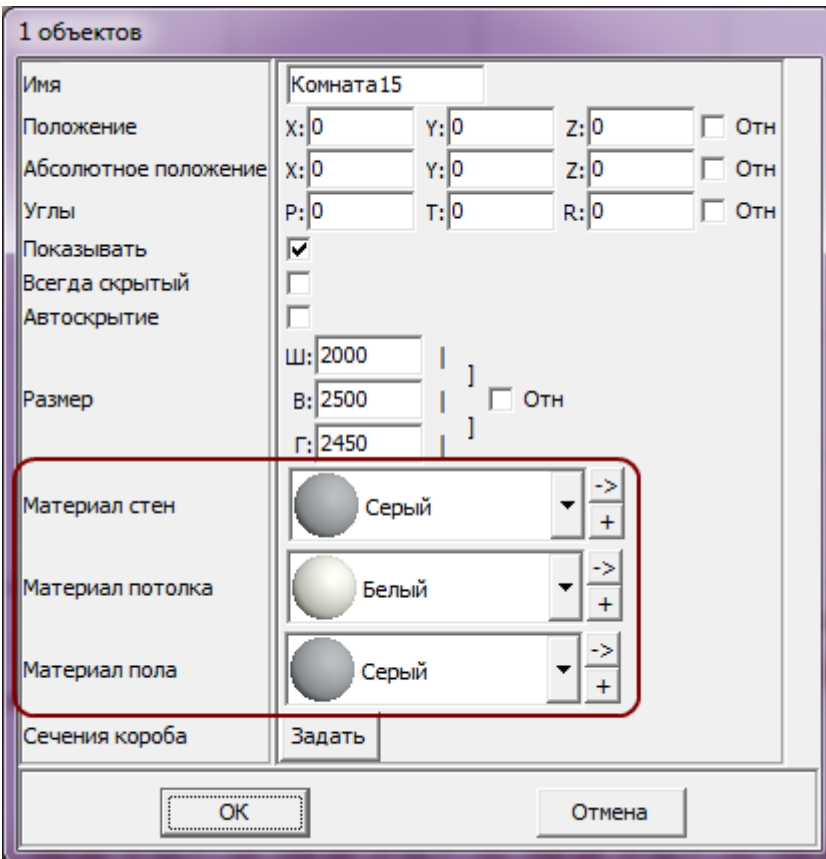 1 объектов
Имя Комната15
Положение X: 0 Y: 0 Z: 0 Отн
Абсолютное положение X: 0 Y: 0 Z: 0 Отн
Углы P: 0 T: 0 R: 0 Отн
Показывать
Всегда скрытый
Автоскрытие
Ш: 2000 | ]
Размер В: 2500 | Отн
Г: 2450 | ]
->
Материал стен Серый
+
->
Материал потолка Белый
+
->
Материал пола Серый
+
Сечения короба Задать
OK Отмена